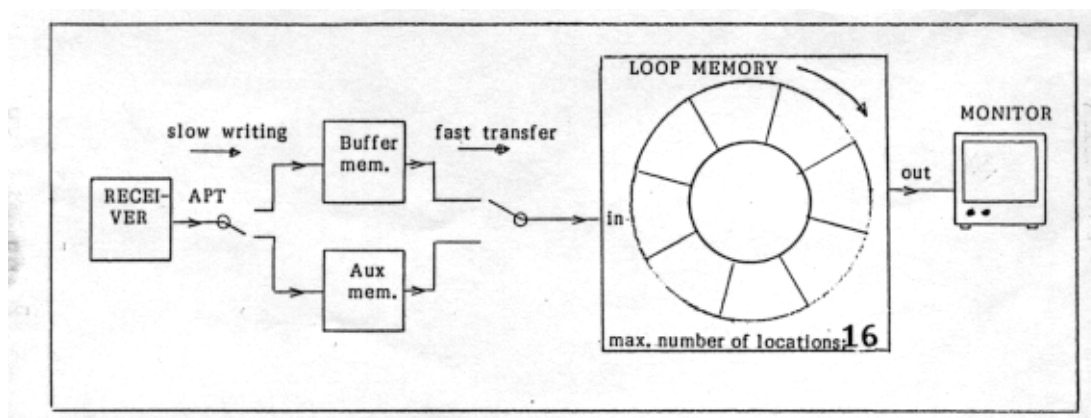 LOOP MEMORY
MONITOR
slow writing
fast transfer
Buffer
mem.
RECEI-
VER
APT
in
out
Aux
mem.
max. number of locations: 16